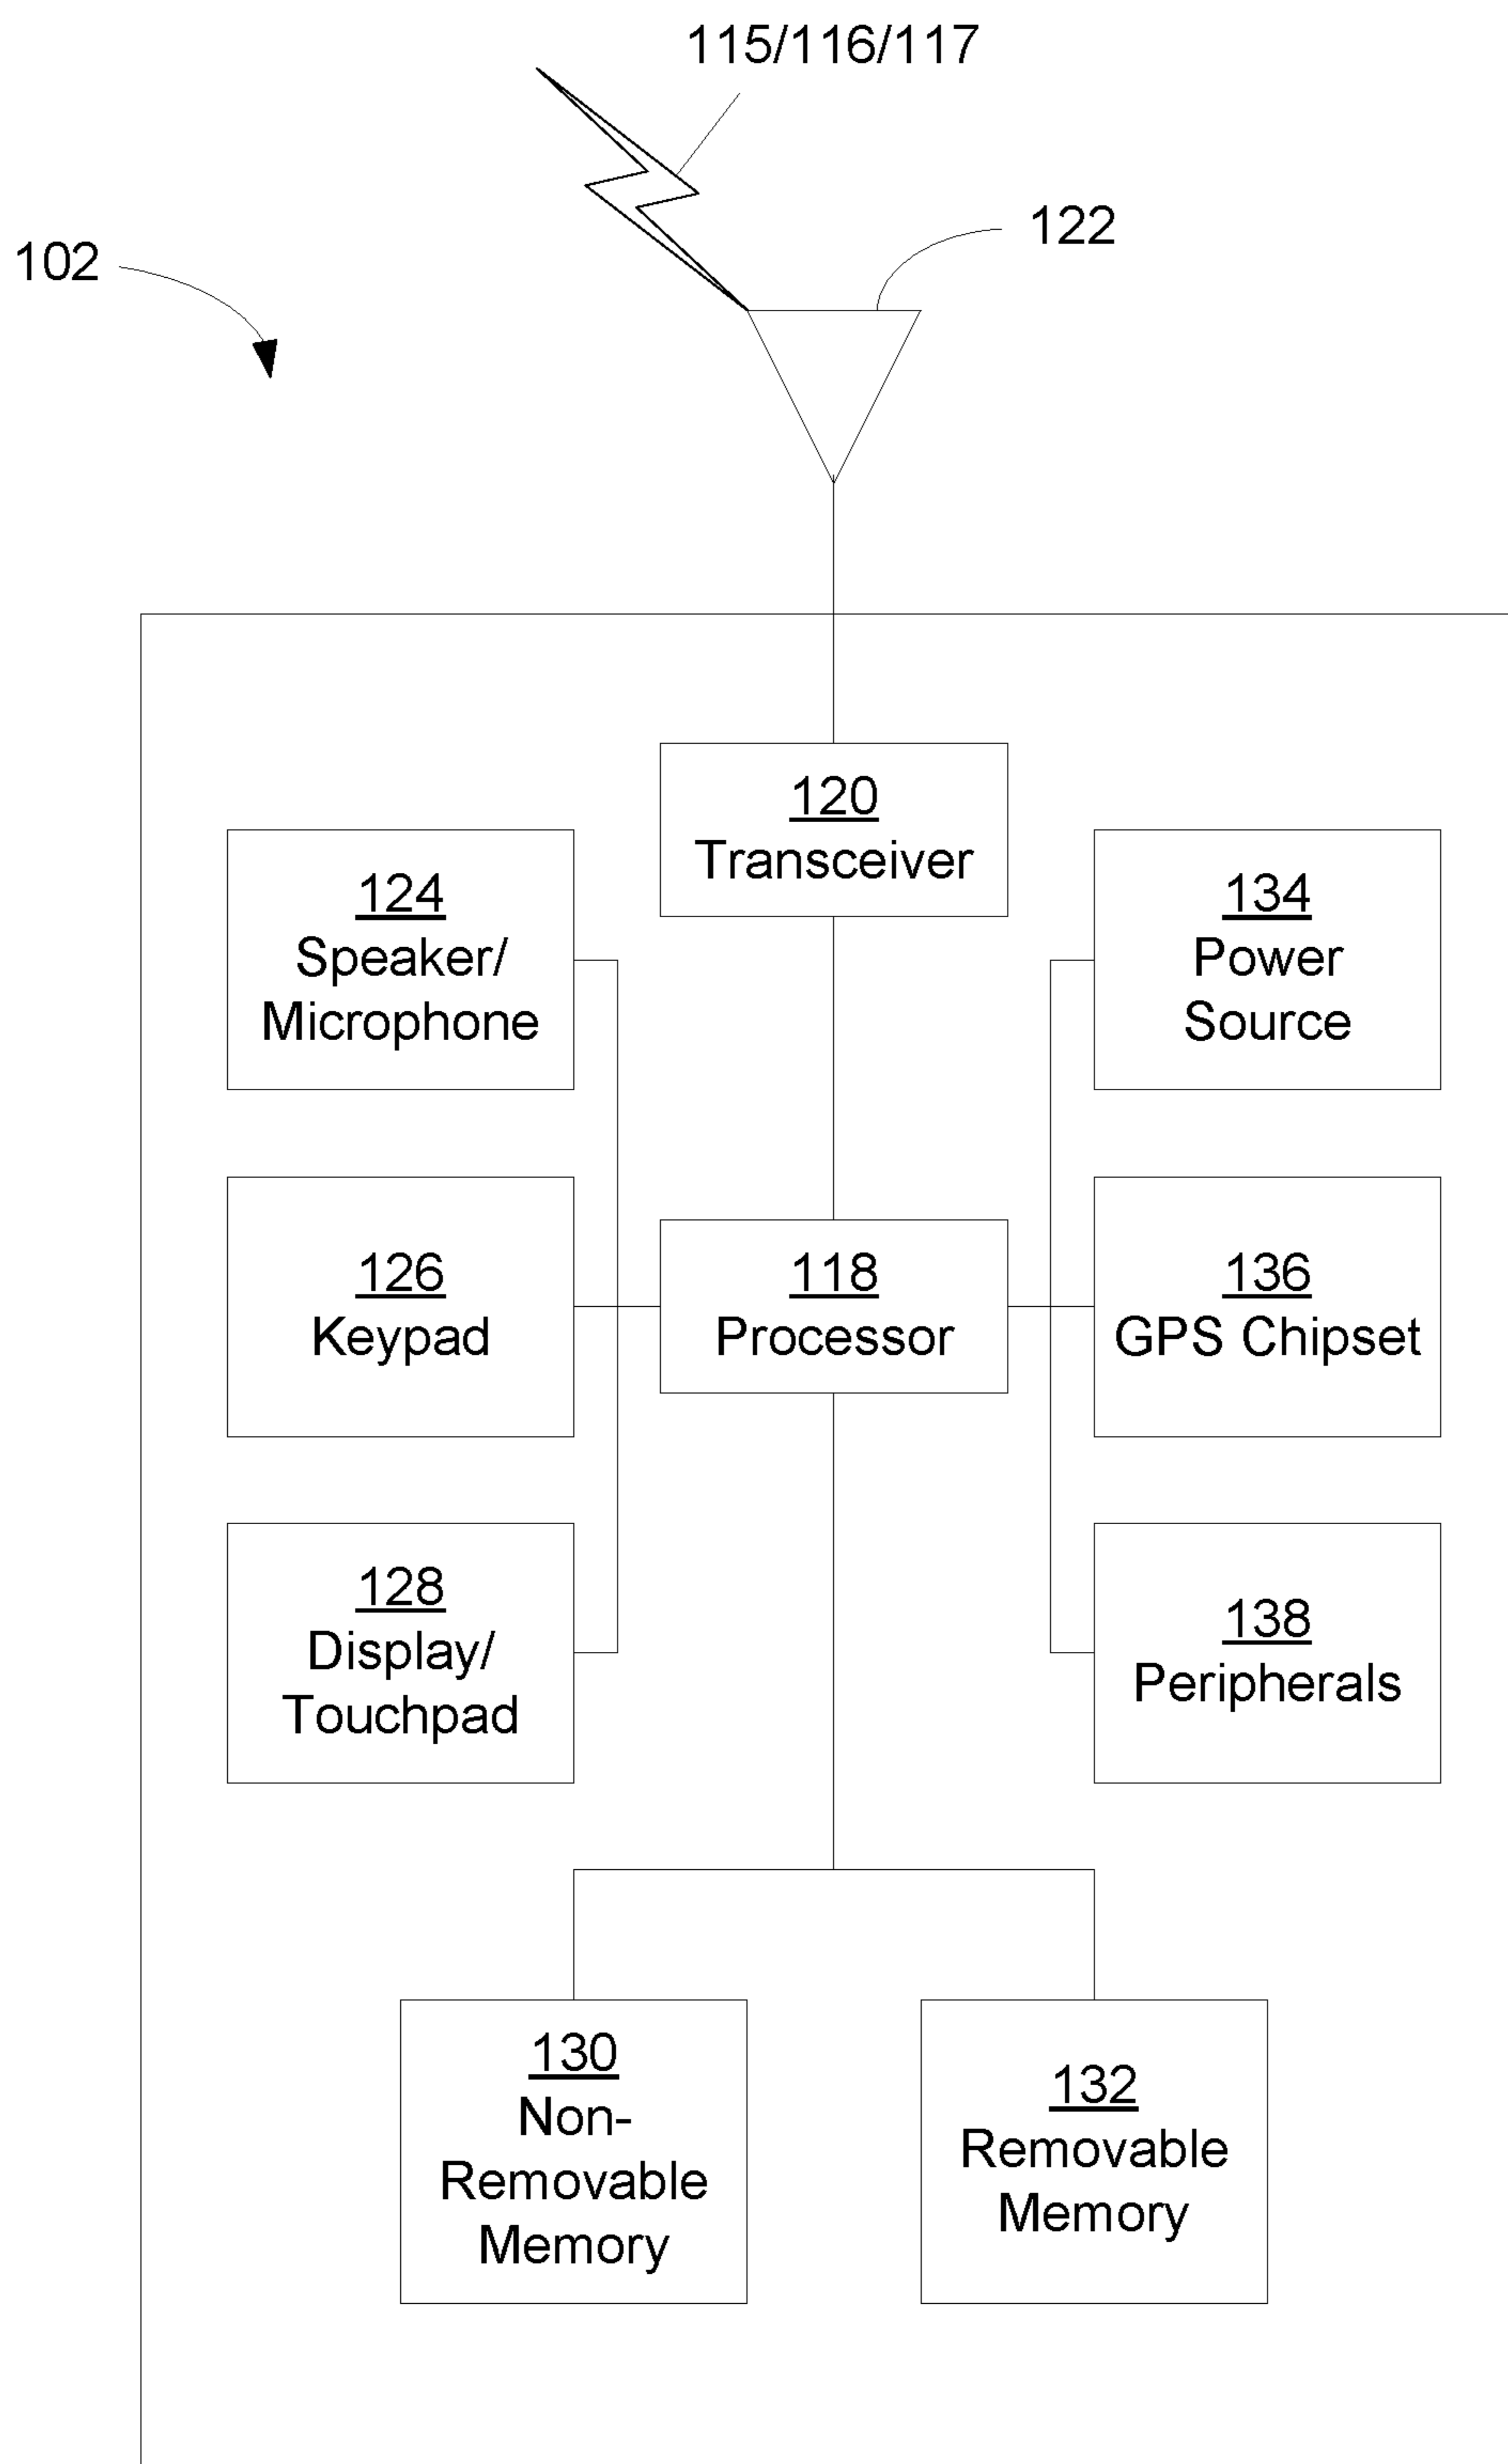 115/116/117
122
102
120
Transceiver
124
Speaker/
Microphone
134
Power
Source
126
Keypad
118
Processor
136
GPS Chipset
128
Display/
Touchpad
138
Peripherals
130
Non-
Removable
Memory
132
Removable
Memory